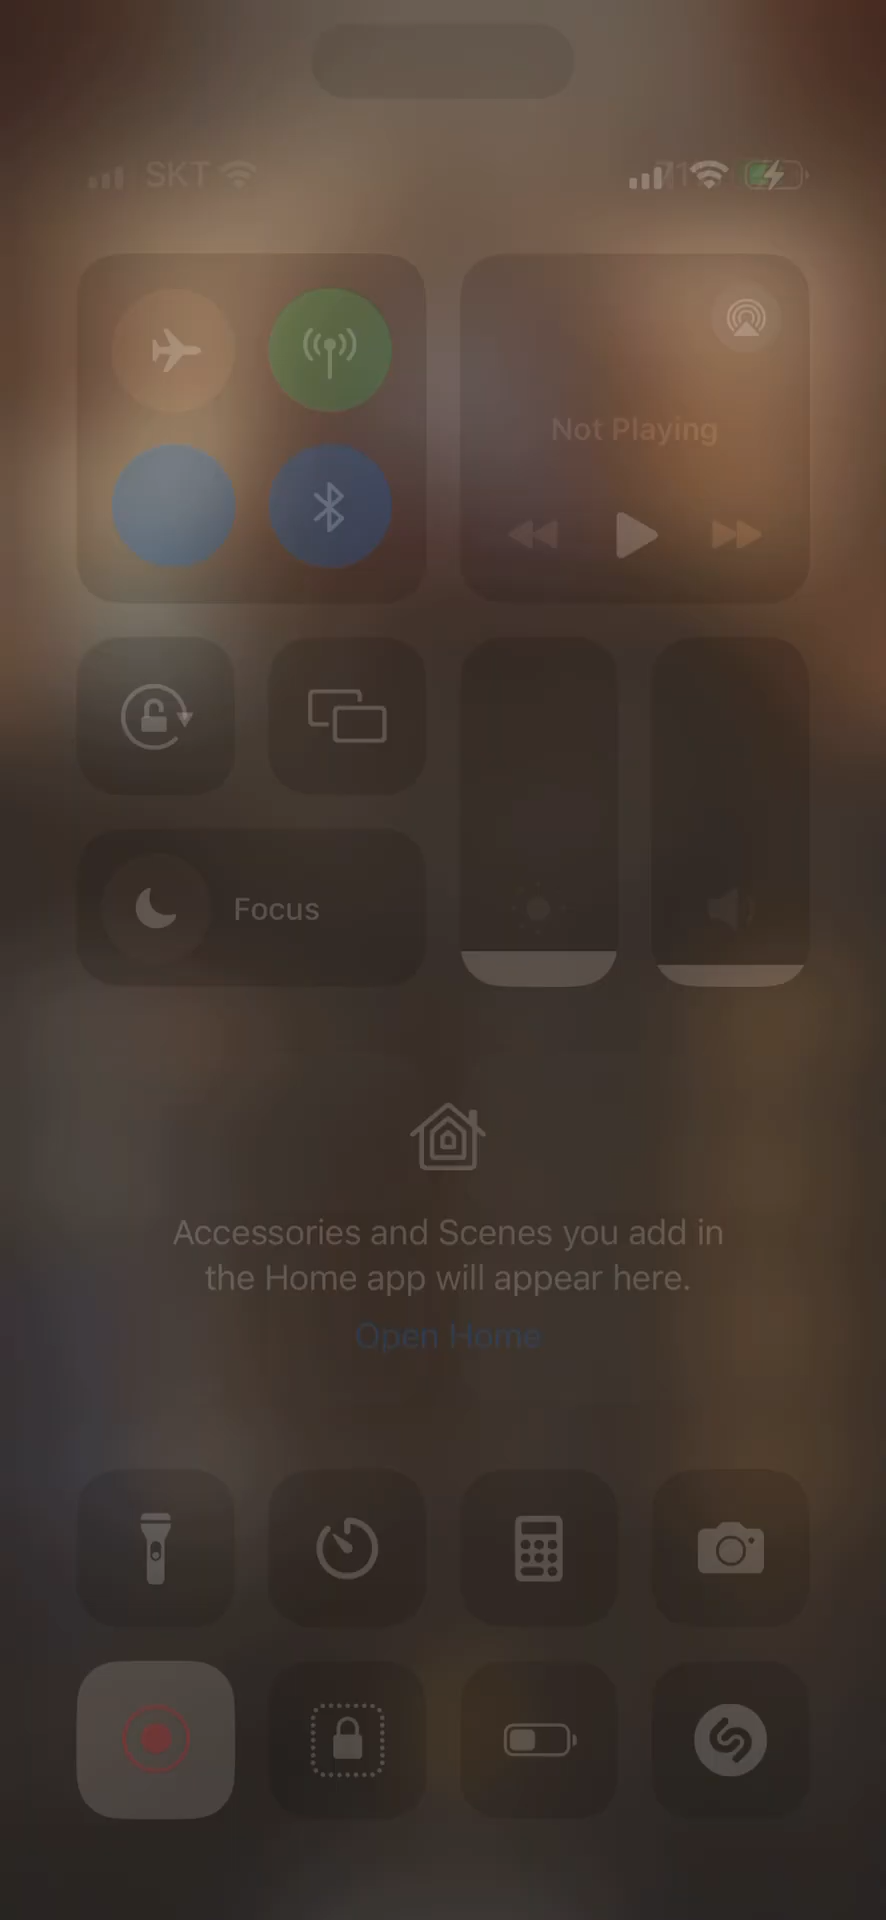 SKT
Not Playing
Focus
Accessories and Scenes you add in
the Home app will appear here.
Open Home